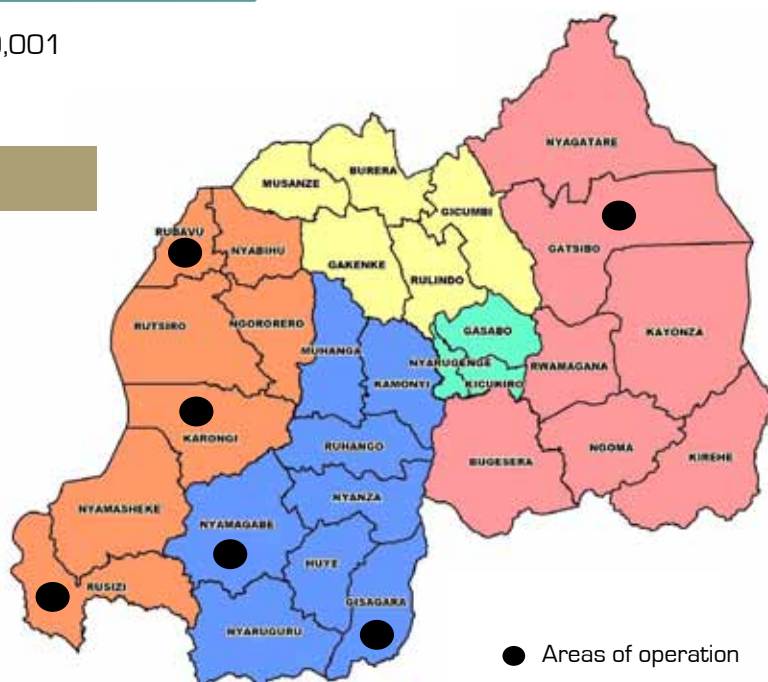 ,001
NYAGATARE
BURERA
MUSANZE
GICUMBI
RUBAVU
NYABIHU
GATSIBO
GAKENKE
RULINDO
RUTSIRO
NGORORERO
GASABO
KAYONZA
MUHANGA
NYARUGENGE
RWAMAGANA
KAMONYI
KICUKIRO
KARONGI
RUHANGO
NGOMA
BUGESERA
KIREHE
NYANZA
NYAMASHEKE
NYAMAGABE
HUYE
RUSIZI
GISAGARA
NYARUGURU
Areas of operation